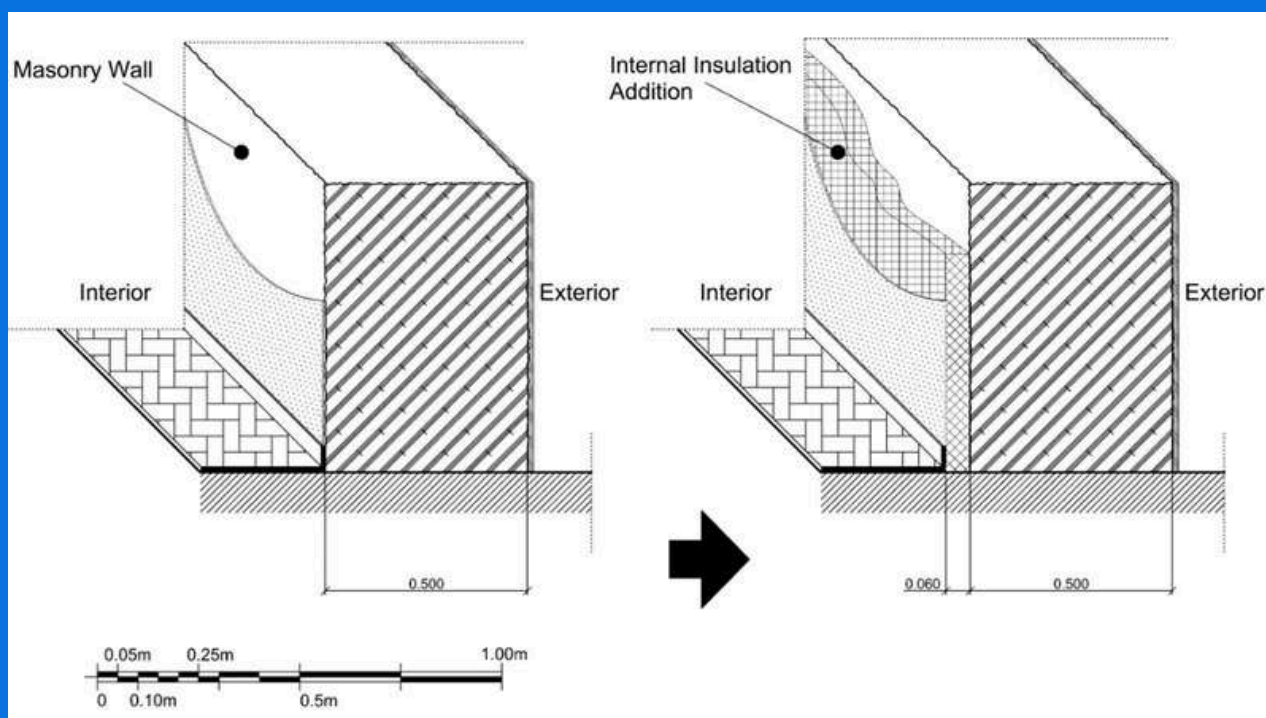 Masonry Wall
Interior
Exterior
0.500
Internal Insulation
Addition
Interior
Exterior
0.060
0.500
0.05m
0.25m
1.00m
0
0.10m
0.5m